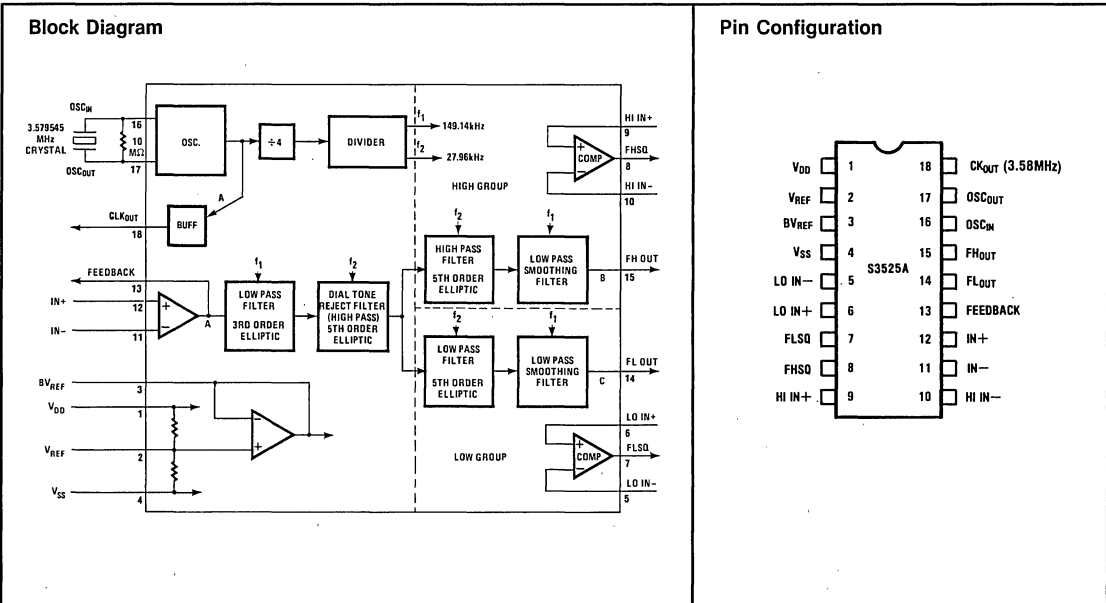 Block Diagram
OSCIN
16
3.579545
MHz
CRYSTAL
10
MΩ
OSCOUT
17
OSC.
÷4
DIVIDER
f1
149.14kHz
f2
27.96kHz
A
CLKOUT
18
BUFF
HIGH GROUP
HI IN+
9
FHSQ
8
COMP
+
−
HI IN−
10
FEEDBACK
13
IN+
12
IN−
11
+
−
A
f1
LOW PASS
FILTER
3RD ORDER
ELLIPTIC
f2
DIAL TONE
REJECT FILTER
(HIGH PASS)
5TH ORDER
ELLIPTIC
f2
HIGH PASS
FILTER
5TH ORDER
ELLIPTIC
f1
LOW PASS
SMOOTHING
FILTER
B
FH OUT
15
f2
LOW PASS
FILTER
5TH ORDER
ELLIPTIC
f1
LOW PASS
SMOOTHING
FILTER
C
FL OUT
14
BVREF
3
VDD
1
VREF
2
VSS
4
−
+
LOW GROUP
LO IN+
6
FLSQ
7
COMP
+
−
LO IN−
5
Pin Configuration
VDD 1
VREF 2
BVREF 3
VSS 4
LO IN− 5
LO IN+ 6
FLSQ 7
FHSQ 8
HI IN+ 9
S3525A
18 CKOUT (3.58MHz)
17 OSCOUT
16 OSCIN
15 FHOUT
14 FLOUT
13 FEEDBACK
12 IN+
11 IN−
10 HI IN−